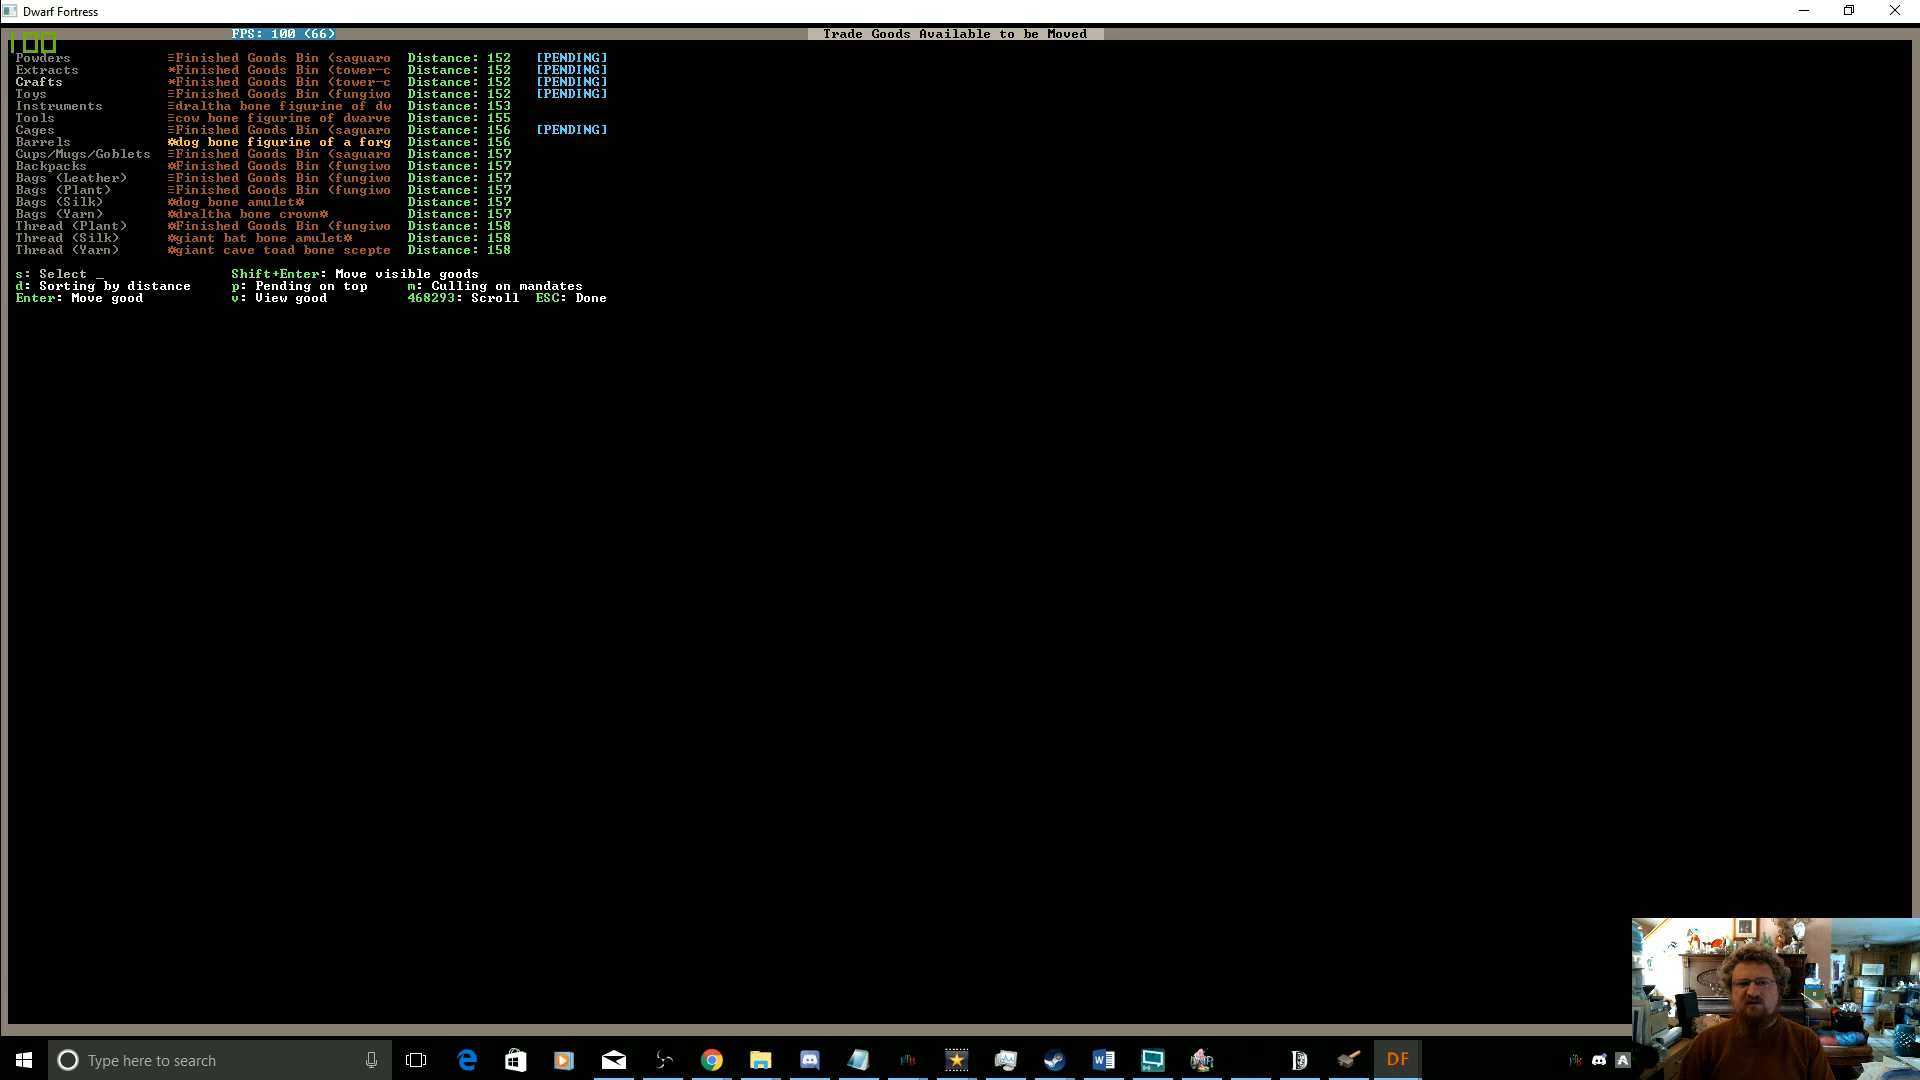 Dwarf Fortress
100
FPS: 100 (66)
Trade Goods Available to be Moved
Powders ≡Finished Goods Bin (saguaro Distance: 152 [PENDING]
Extracts *Finished Goods Bin (tower-c Distance: 152 [PENDING]
Crafts *Finished Goods Bin (tower-c Distance: 152 [PENDING]
Toys ≡Finished Goods Bin (fungiwo Distance: 152 [PENDING]
Instruments ≡draltha bone figurine of dw Distance: 153
Tools ≡cow bone figurine of dwarve Distance: 155
Cages ≡Finished Goods Bin (saguaro Distance: 156 [PENDING]
Barrels ☼dog bone figurine of a forg Distance: 156
Cups/Mugs/Goblets ≡Finished Goods Bin (saguaro Distance: 157
Backpacks ☼Finished Goods Bin (fungiwo Distance: 157
Bags (Leather) ≡Finished Goods Bin (fungiwo Distance: 157
Bags (Plant) ≡Finished Goods Bin (fungiwo Distance: 157
Bags (Silk) ☼dog bone amulet☼ Distance: 157
Bags (Yarn) ☼draltha bone crown☼ Distance: 157
Thread (Plant) ☼Finished Goods Bin (fungiwo Distance: 158
Thread (Silk) ☼giant bat bone amulet☼ Distance: 158
Thread (Yarn) ☼giant cave toad bone scepte Distance: 158
s: Select _ Shift+Enter: Move visible goods
d: Sorting by distance p: Pending on top m: Culling on mandates
Enter: Move good v: View good 468293: Scroll ESC: Done
Type here to search
DF
A